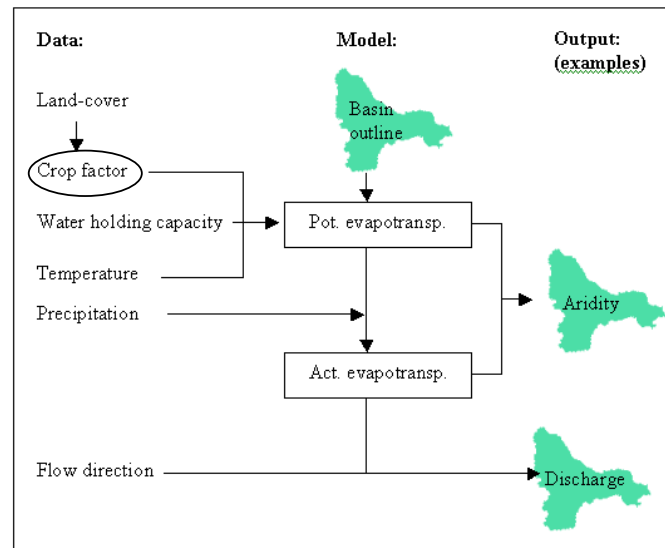 Data:
Model:
Output:
(examples)
Land-cover
Basin
outline
Crop factor
Water holding capacity
Pot. evapotransp.
Temperature
Aridity
Precipitation
Act. evapotransp.
Flow direction
Discharge